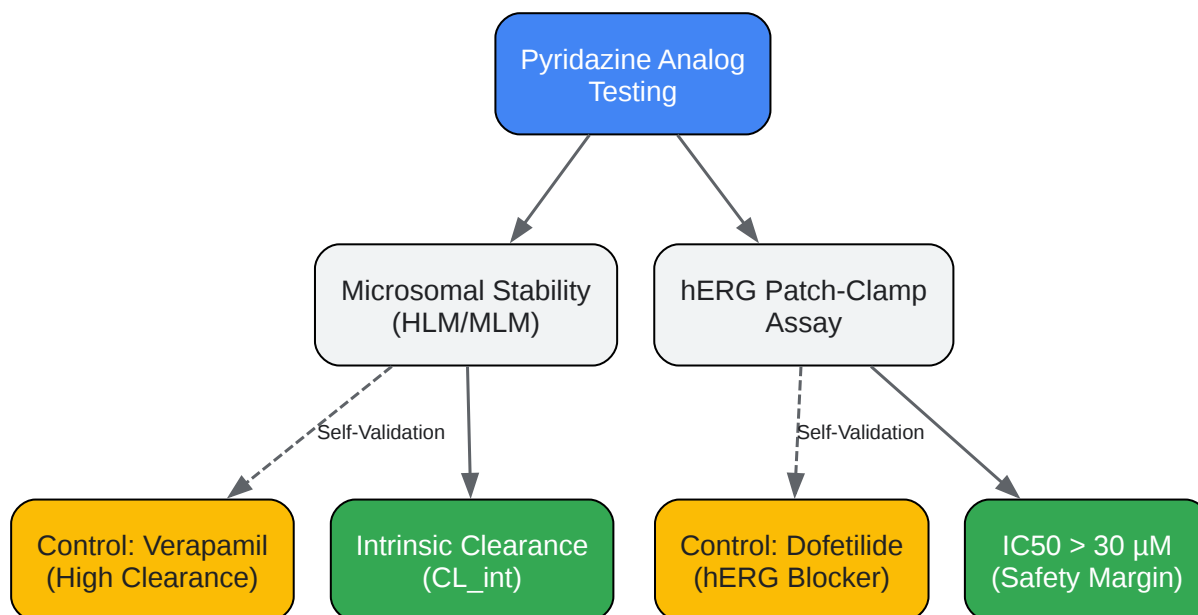 Pyridazine Analog
Testing
Microsomal Stability
(HLM/MLM)
hERG Patch-Clamp
Assay
Self-Validation
Self-Validation
Control: Verapamil
(High Clearance)
Intrinsic Clearance
(CL_int)
Control: Dofetilide
(hERG Blocker)
IC50 > 30 µM
(Safety Margin)